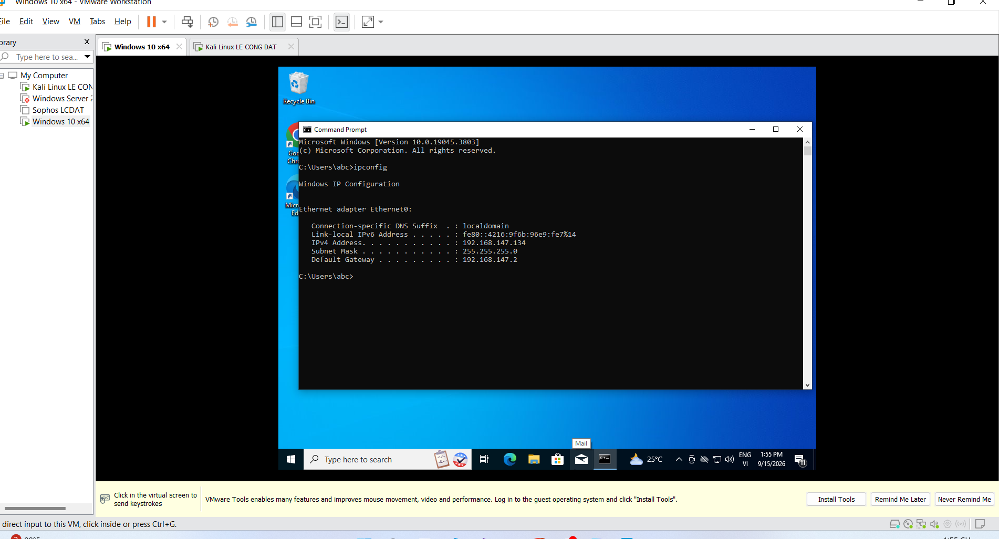 Windows 10 x64 - VMware Workstation
File Edit View VM Tabs Help
brary
Type here to sea...
Windows 10 x64
Kali Linux LE CONG DAT
My Computer
Kali Linux LE CON
Windows Server 2
Sophos LCDAT
Windows 10 x64
Recycle Bin
Goo
Chro
Micr
Ed
Command Prompt
Microsoft Windows [Version 10.0.19045.3803]
(c) Microsoft Corporation. All rights reserved.
C:\Users\abc>ipconfig
Windows IP Configuration
Ethernet adapter Ethernet0:
Connection-specific DNS Suffix  . : localdomain
Link-local IPv6 Address . . . . . : fe80::4216:9f6b:96e9:fe7%14
IPv4 Address. . . . . . . . . . . : 192.168.147.134
Subnet Mask . . . . . . . . . . . : 255.255.255.0
Default Gateway . . . . . . . . . : 192.168.147.2
C:\Users\abc>
Mail
Type here to search
25°C
ENG
VI
1:55 PM
9/15/2026
11
Click in the virtual screen to
send keystrokes
VMware Tools enables many features and improves mouse movement, video and performance. Log in to the guest operating system and click "Install Tools".
Install Tools
Remind Me Later
Never Remind Me
direct input to this VM, click inside or press Ctrl+G.